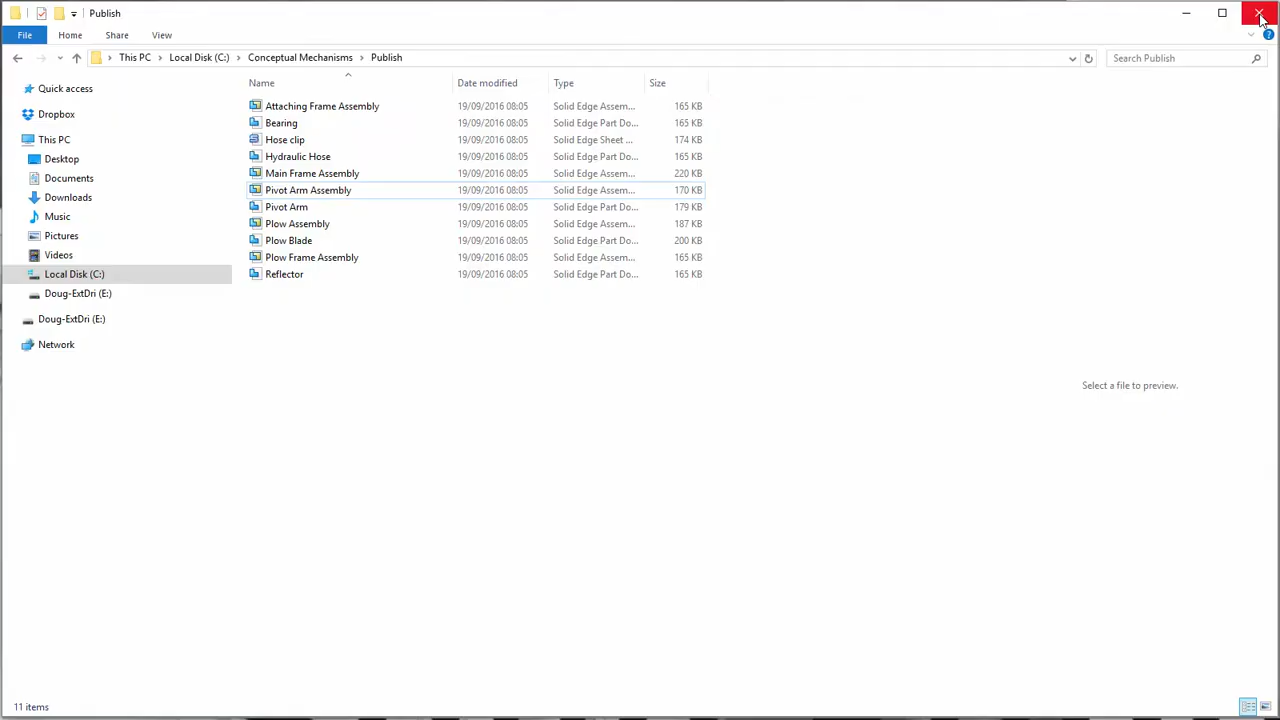 Publish
File Home Share View
This PC Local Disk (C:) Conceptual Mechanisms Publish Search Publish
Name Date modified Type Size
Quick access
Dropbox
This PC
Desktop
Documents
Downloads
Music
Pictures
Videos
Local Disk (C:)
Doug-ExtDri (E:)
Doug-ExtDri (E:)
Network
Attaching Frame Assembly 19/09/2016 08:05 Solid Edge Assem... 165 KB
Bearing 19/09/2016 08:05 Solid Edge Part Do... 165 KB
Hose clip 19/09/2016 08:05 Solid Edge Sheet ... 174 KB
Hydraulic Hose 19/09/2016 08:05 Solid Edge Part Do... 165 KB
Main Frame Assembly 19/09/2016 08:05 Solid Edge Assem... 220 KB
Pivot Arm Assembly 19/09/2016 08:05 Solid Edge Assem... 170 KB
Pivot Arm 19/09/2016 08:05 Solid Edge Part Do... 179 KB
Plow Assembly 19/09/2016 08:05 Solid Edge Assem... 187 KB
Plow Blade 19/09/2016 08:05 Solid Edge Part Do... 200 KB
Plow Frame Assembly 19/09/2016 08:05 Solid Edge Assem... 165 KB
Reflector 19/09/2016 08:05 Solid Edge Part Do... 165 KB
Select a file to preview.
11 items